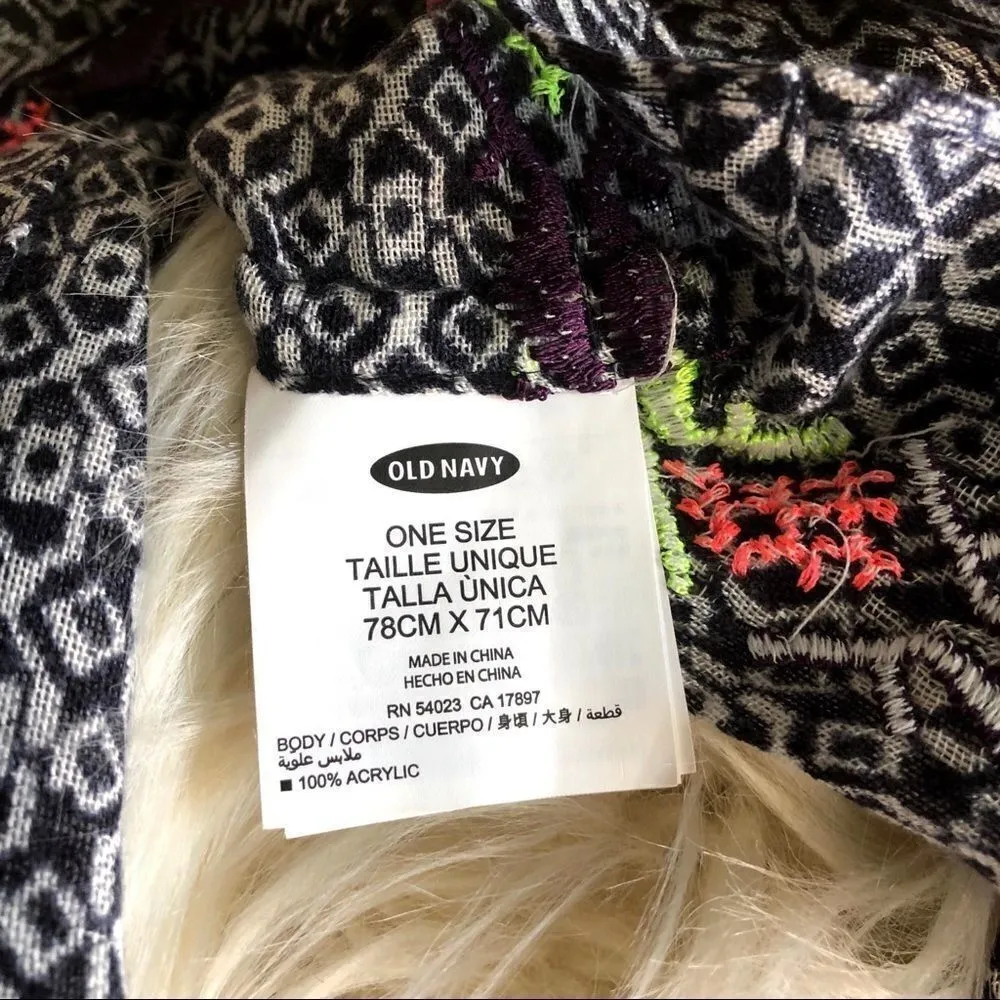 OLD NAVY
ONE SIZE
TAILLE UNIQUE
TALLA ÙNICA
78CM X 71CM
MADE IN CHINA
HECHO EN CHINA
RN 54023 CA 17897
BODY / CORPS / CUERPO / 身頃 / 大身 / قطعة
ملابس علوية
■ 100% ACRYLIC